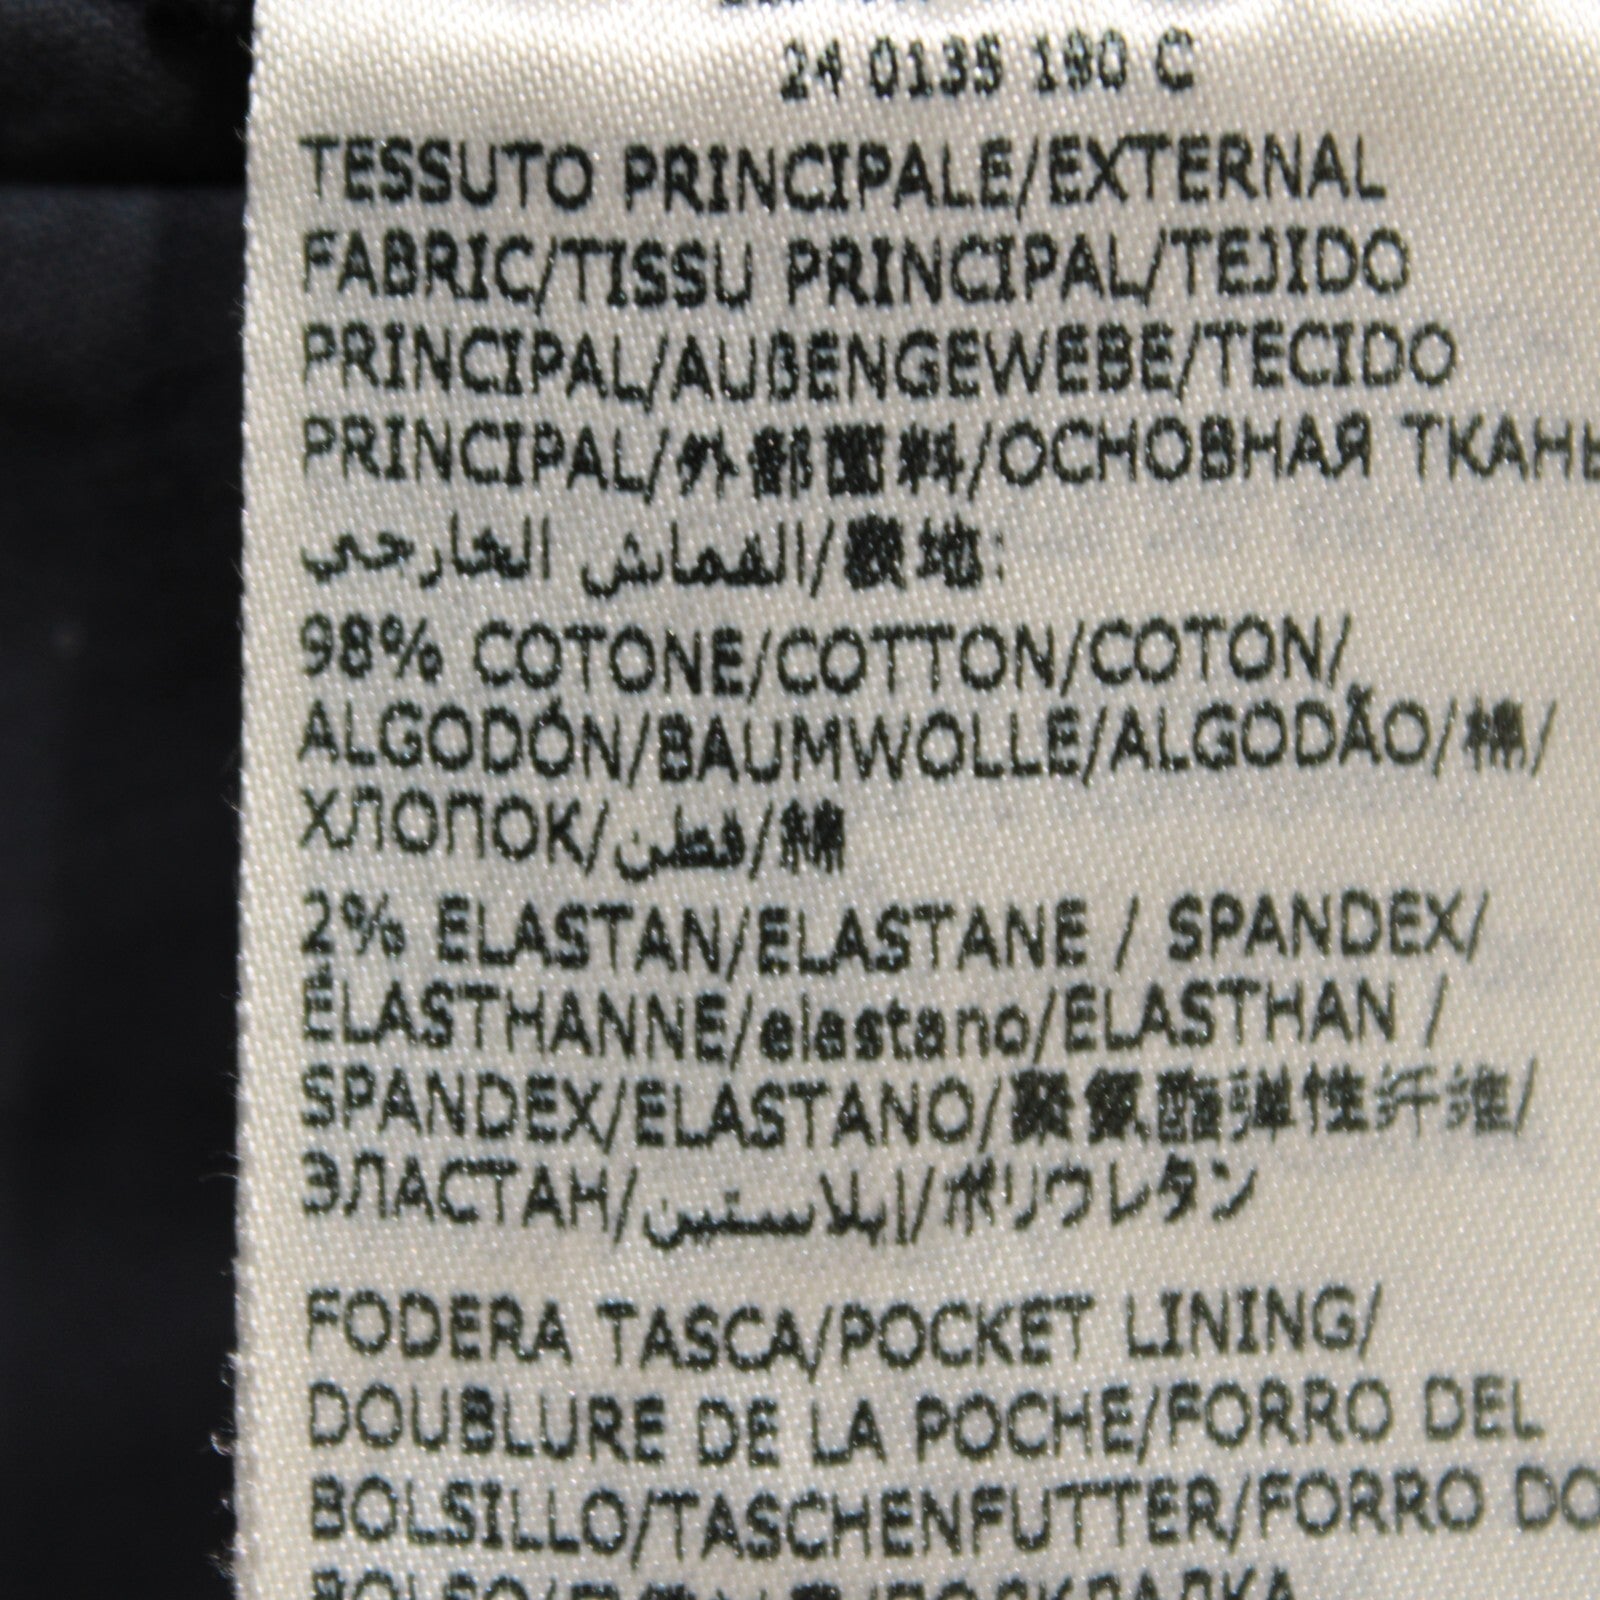 24 0135 190 C
TESSUTO PRINCIPALE/EXTERNAL
FABRIC/TISSU PRINCIPAL/TEJIDO
PRINCIPAL/AUßENGEWEBE/TECIDO
PRINCIPAL/外部面料/ОСНОВНАЯ ТКАНЬ
القماش الخارجي/表地:
98% COTONE/COTTON/COTON/
ALGODÓN/BAUMWOLLE/ALGODÃO/棉/
ХЛОПОК/قطن/綿
2% ELASTAN/ELASTANE / SPANDEX/
ÉLASTHANNE/elastano/ELASTHAN /
SPANDEX/ELASTANO/聚氨酯弹性纤维/
ЭЛАСТАН/إيلاستين/ポリウレタン
FODERA TASCA/POCKET LINING/
DOUBLURE DE LA POCHE/FORRO DEL
BOLSILLO/TASCHENFUTTER/FORRO DO